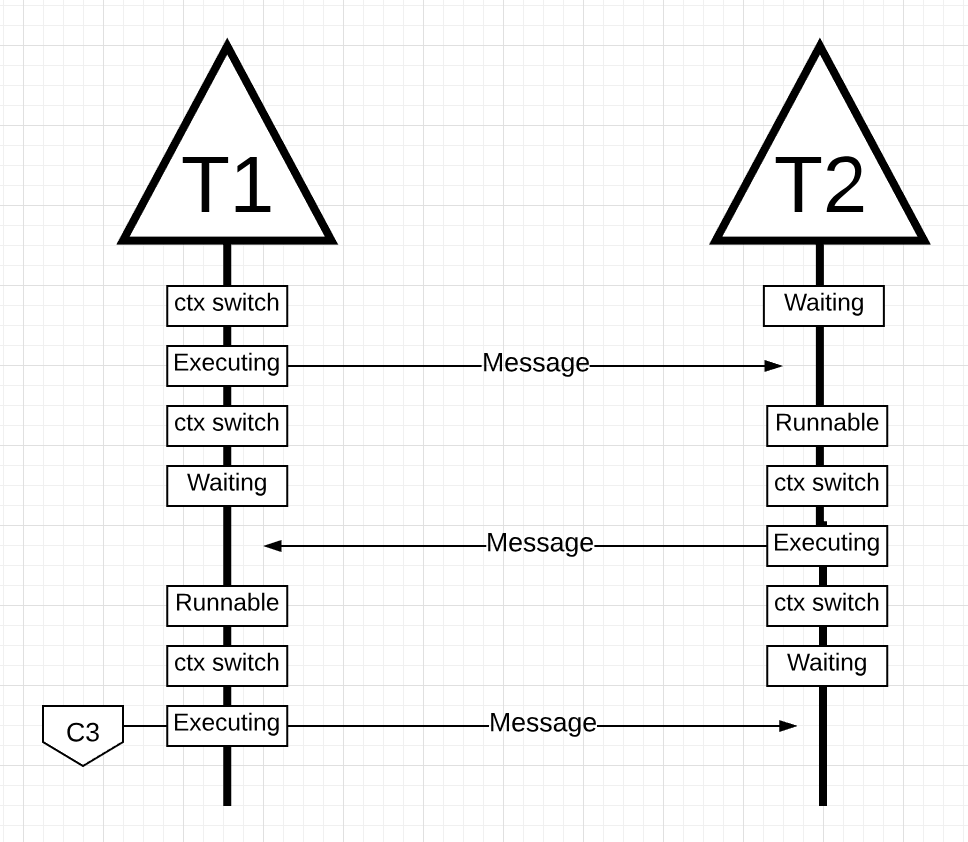 T1
T2
ctx switch
Waiting
Executing
Message
ctx switch
Runnable
Waiting
ctx switch
Message
Executing
Runnable
ctx switch
ctx switch
Waiting
C3
Executing
Message